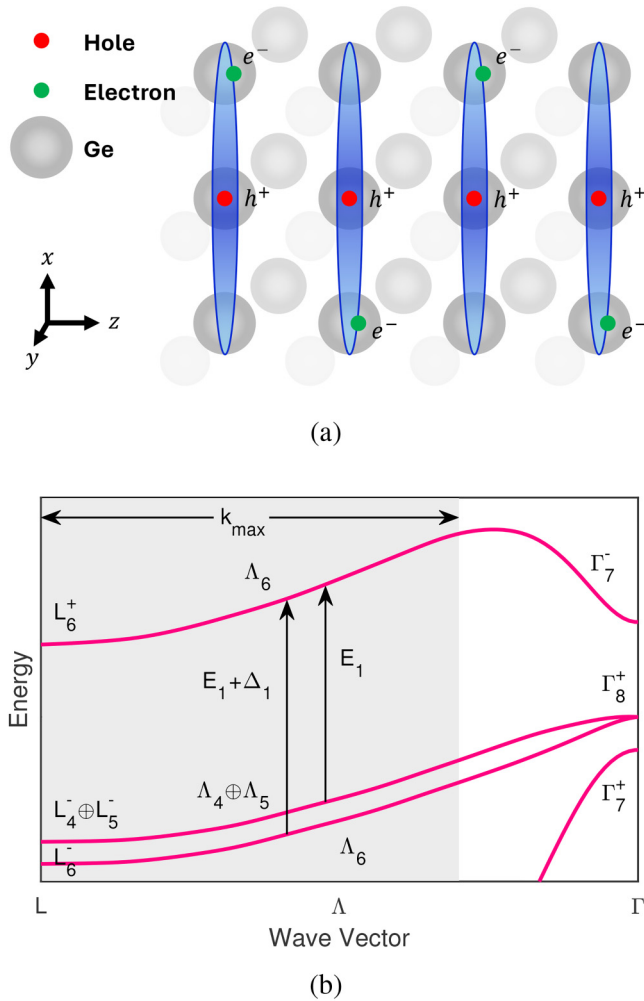 Hole
Electron
Ge
x
y
z
e⁻ e⁻
h⁺ h⁺ h⁺ h⁺
e⁻ e⁻
(a)
k_max
Λ₆ Γ₇⁻
L₆⁺
E₁
E₁+Δ₁
Γ₈⁺
Λ₄⊕Λ₅
L₄⁻⊕L₅⁻
Γ₇⁺
L₆⁻ Λ₆
Energy
L Λ Γ
Wave Vector
(b)